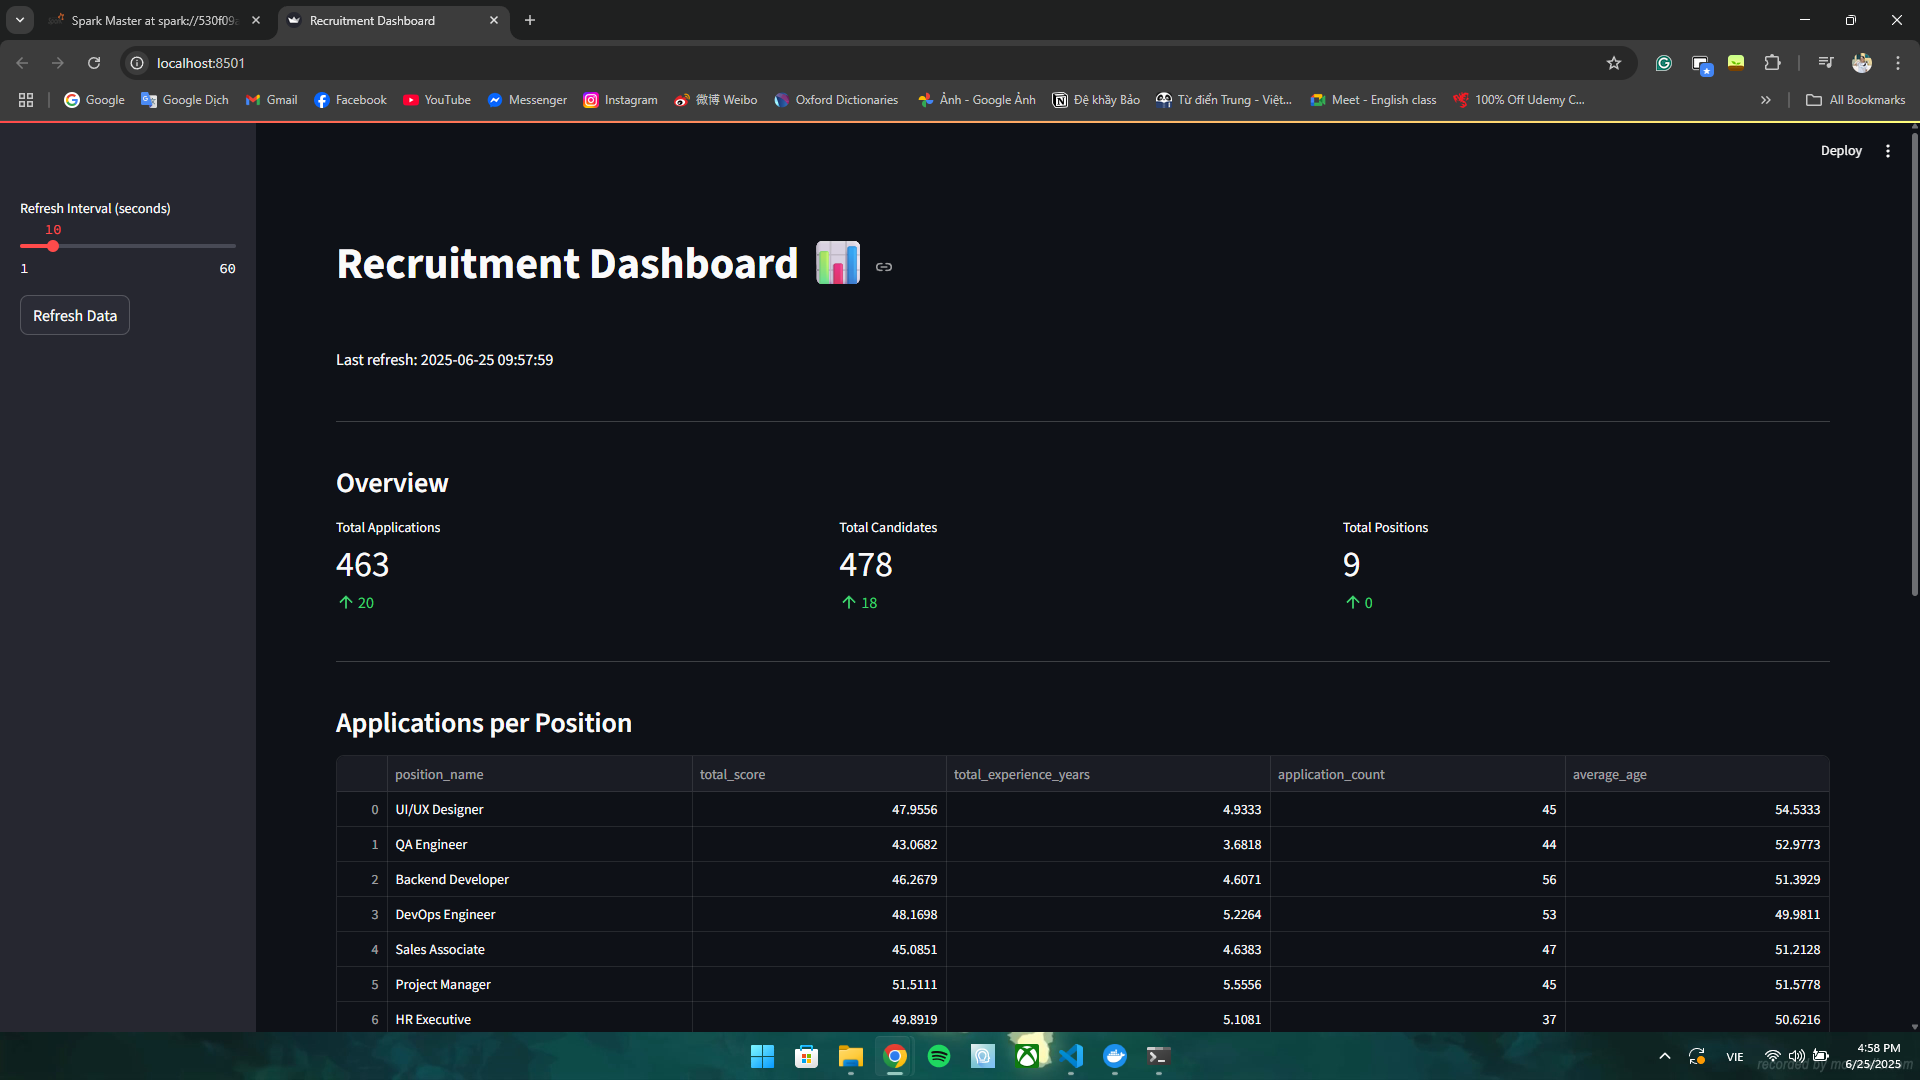 Spark Master at spark://530f09
Recruitment Dashboard
localhost:8501
Google
Google Dịch
Gmail
Facebook
YouTube
Messenger
Instagram
微博 Weibo
Oxford Dictionaries
Ảnh - Google Ảnh
Đệ khầy Bảo
Từ điển Trung - Việt...
Meet - English class
100% Off Udemy C...
All Bookmarks
Deploy
Refresh Interval (seconds)
10
1 60
Refresh Data
Recruitment Dashboard
Last refresh: 2025-06-25 09:57:59
Overview
Total Applications Total Candidates Total Positions
463 478 9
20 18 0
Applications per Position
position_name total_score total_experience_years application_count average_age
0 UI/UX Designer 47.9556 4.9333 45 54.5333
1 QA Engineer 43.0682 3.6818 44 52.9773
2 Backend Developer 46.2679 4.6071 56 51.3929
3 DevOps Engineer 48.1698 5.2264 53 49.9811
4 Sales Associate 45.0851 4.6383 47 51.2128
5 Project Manager 51.5111 5.5556 45 51.5778
6 HR Executive 49.8919 5.1081 37 50.6216
VIE
4:58 PM
6/25/2025
recorded by